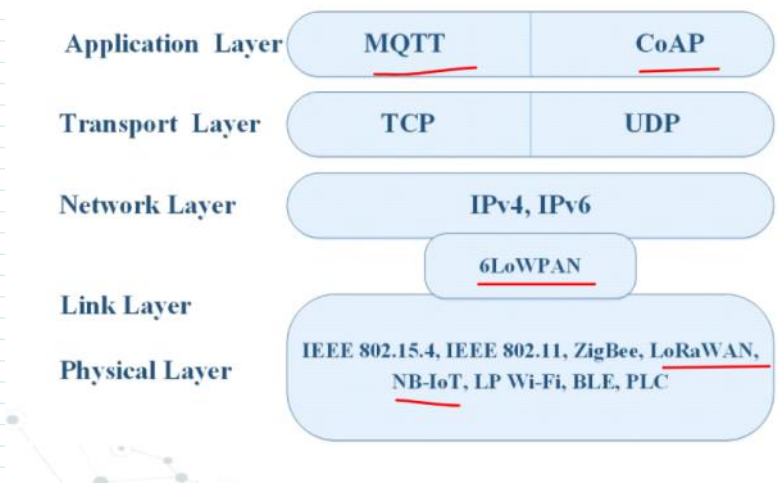 Application Layer
MQTT
CoAP
Transport Layer
TCP
UDP
Network Layer
IPv4, IPv6
6LoWPAN
Link Layer
Physical Layer
IEEE 802.15.4, IEEE 802.11, ZigBee, LoRaWAN,
NB-IoT, LP Wi-Fi, BLE, PLC